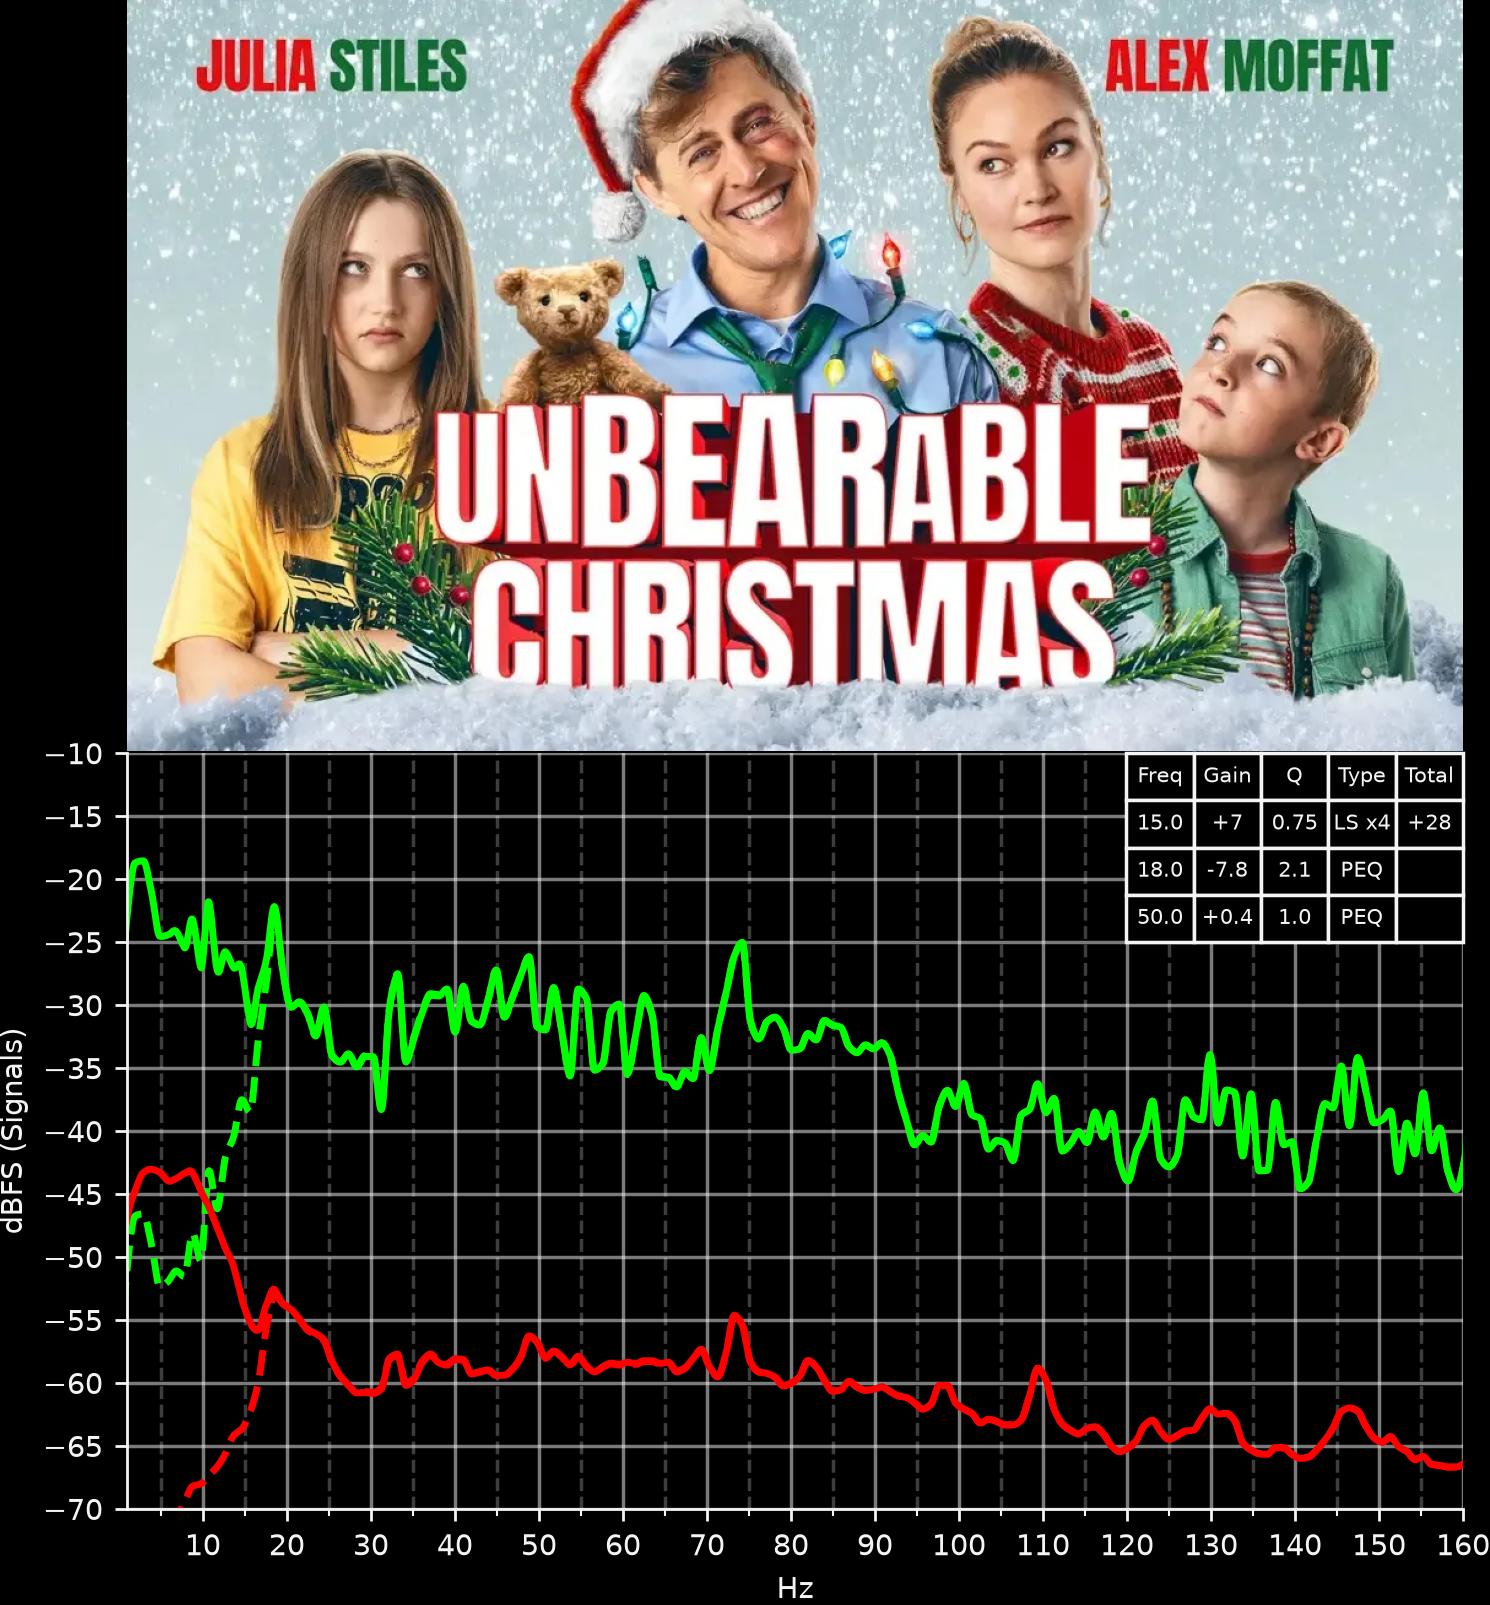 JULIA STILES
ALEX MOFFAT
UNBEARABLE
CHRISTMAS
Freq Gain Q Type Total
15.0 +7 0.75 LS x4 +28
18.0 -7.8 2.1 PEQ
50.0 +0.4 1.0 PEQ
−10
−15
−20
−25
−30
−35
−40
−45
−50
−55
−60
−65
−70
dBFS (Signals)
10 20 30 40 50 60 70 80 90 100 110 120 130 140 150 160
Hz